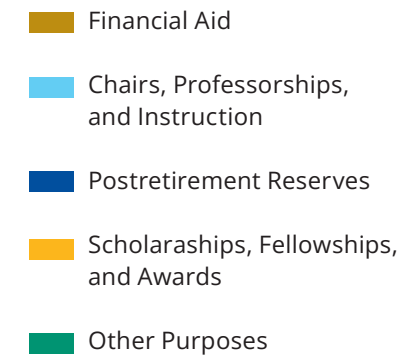 Financial Aid
Chairs, Professorships,
and Instruction
Postretirement Reserves
Scholaraships, Fellowships,
and Awards
Other Purposes